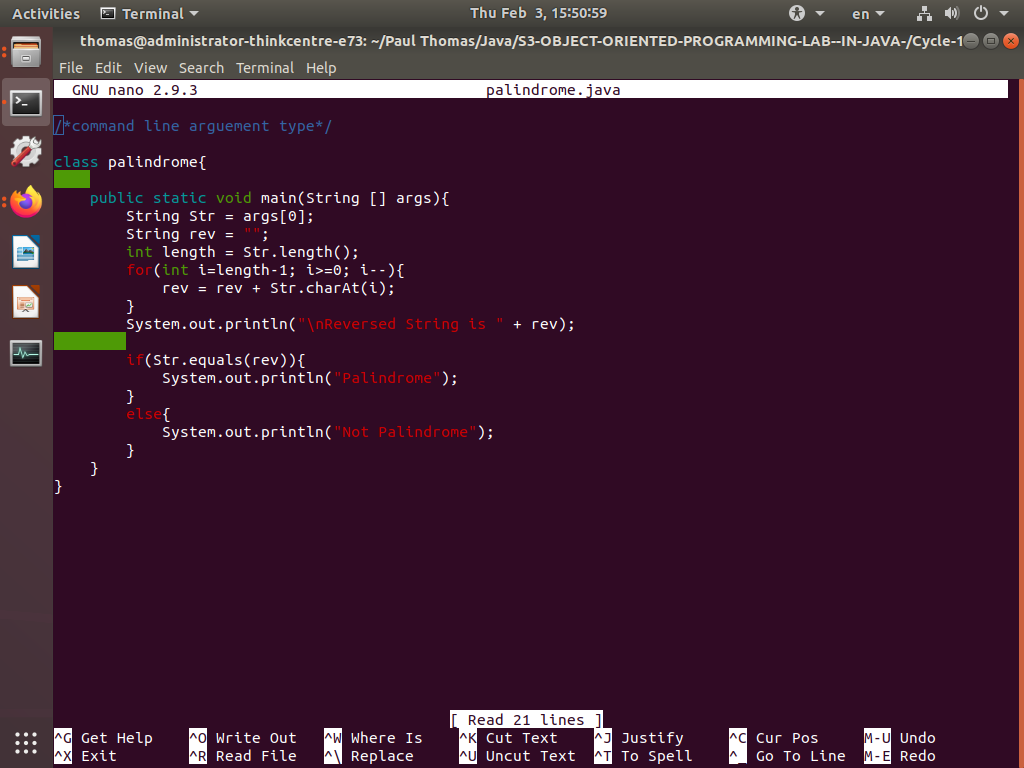 Activities Terminal Thu Feb 3, 15:50:59 en
thomas@administrator-thinkcentre-e73: ~/Paul Thomas/Java/S3-OBJECT-ORIENTED-PROGRAMMING-LAB--IN-JAVA-/Cycle-1
File Edit View Search Terminal Help
GNU nano 2.9.3 palindrome.java
/*command line arguement type*/
class palindrome{
public static void main(String [] args){
String Str = args[0];
String rev = "";
int length = Str.length();
for(int i=length-1; i>=0; i--){
rev = rev + Str.charAt(i);
}
System.out.println("\nReversed String is " + rev);
if(Str.equals(rev)){
System.out.println("Palindrome");
}
else{
System.out.println("Not Palindrome");
}
}
}
[ Read 21 lines ]
^G Get Help ^O Write Out ^W Where Is ^K Cut Text ^J Justify ^C Cur Pos M-U Undo
^X Exit ^R Read File ^\ Replace ^U Uncut Text ^T To Spell ^_ Go To Line M-E Redo